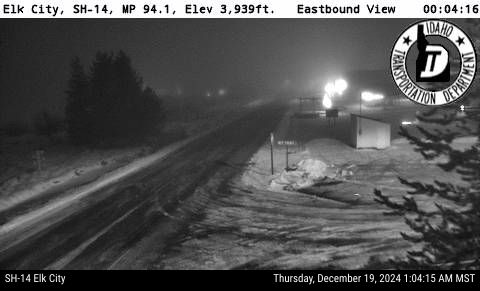 Elk City, SH-14, MP 94.1, Elev 3,939ft.   Eastbound View   00:04:16
IDAHO
TRANSPORTATION DEPARTMENT
SH-14 Elk City
Thursday, December 19, 2024 1:04:15 AM MST